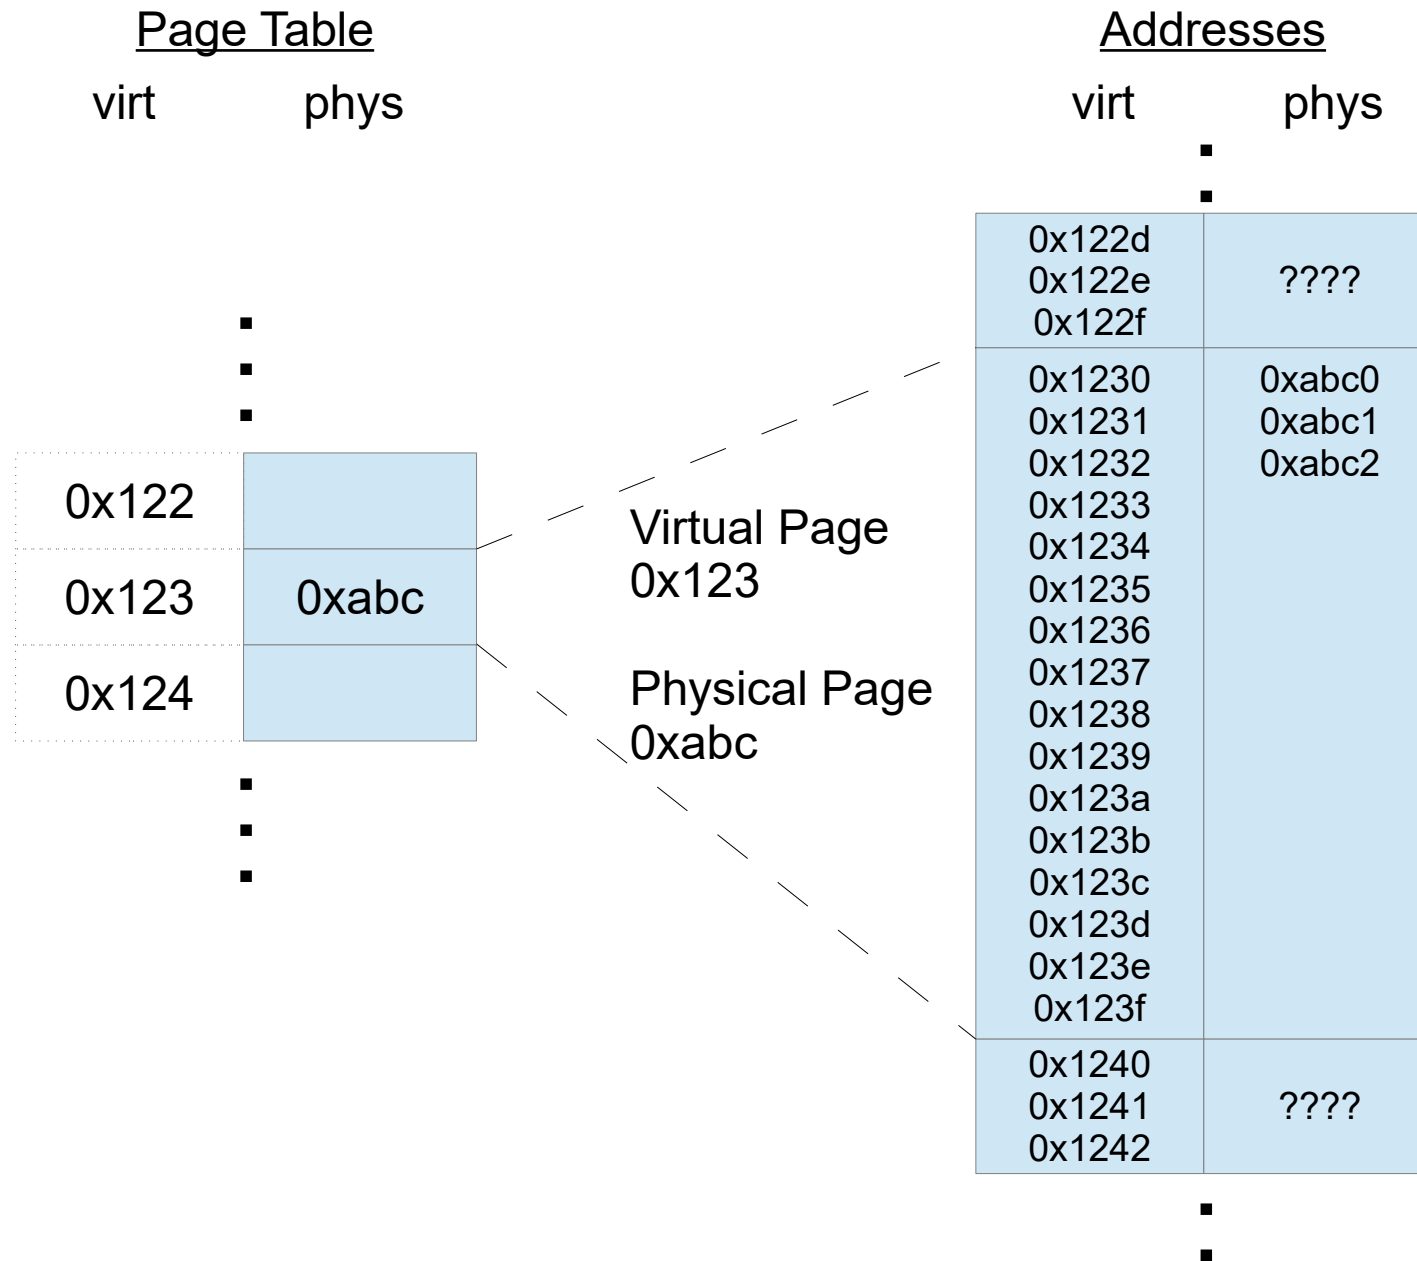 Page Table
virt phys
0x122
0x123 0xabc
0x124
Virtual Page
0x123
Physical Page
0xabc
Addresses
virt phys
0x122d
0x122e ????
0x122f
0x1230 0xabc0
0x1231 0xabc1
0x1232 0xabc2
0x1233
0x1234
0x1235
0x1236
0x1237
0x1238
0x1239
0x123a
0x123b
0x123c
0x123d
0x123e
0x123f
0x1240
0x1241 ????
0x1242